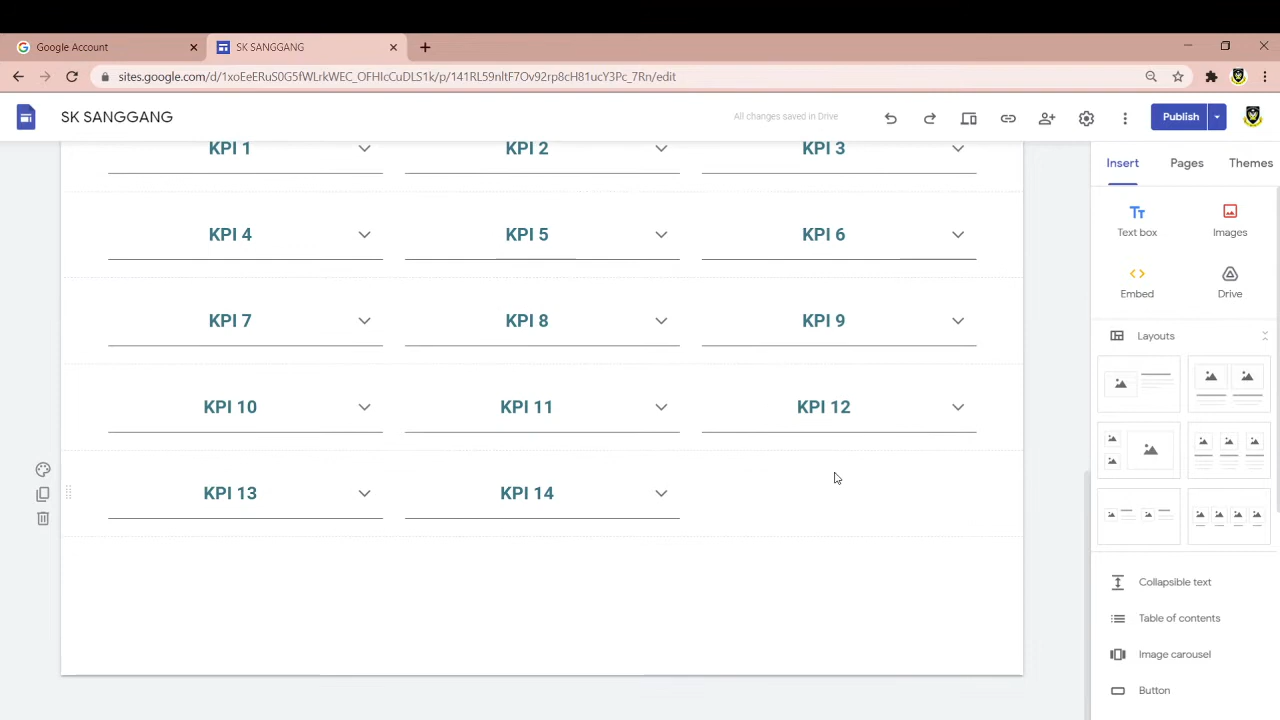 Google Account
SK SANGGANG
sites.google.com/d/1xoEeERuS0G5fWLrkWEC_OFHIcCuDLS1k/p/141RL59nltF7Ov92rp8cH81ucY3Pc_7Rn/edit
SK SANGGANG
All changes saved in Drive
Publish
KPI 1
KPI 2
KPI 3
KPI 4
KPI 5
KPI 6
KPI 7
KPI 8
KPI 9
KPI 10
KPI 11
KPI 12
KPI 13
KPI 14
Insert
Pages
Themes
Text box
Images
Embed
Drive
Layouts
Collapsible text
Table of contents
Image carousel
Button